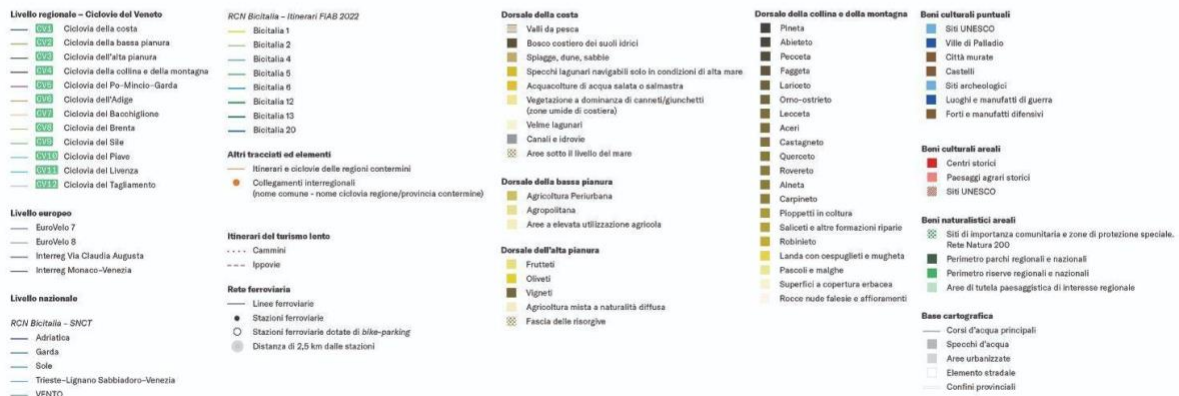 Livello regionale – Ciclovie del Veneto
CV1 Ciclovia della costa
CV2 Ciclovia della bassa pianura
CV3 Ciclovia dell'alta pianura
CV4 Ciclovia della collina e della montagna
CV5 Ciclovia del Po-Mincio-Garda
CV6 Ciclovia dell'Adige
CV7 Ciclovia del Bacchiglione
CV8 Ciclovia del Brenta
CV9 Ciclovia del Sile
CV10 Ciclovia del Piave
CV11 Ciclovia del Livenza
CV12 Ciclovia del Tagliamento
Livello europeo
EuroVelo 7
EuroVelo 8
Interreg Via Claudia Augusta
Interreg Monaco-Venezia
Livello nazionale
RCN Bicitalia – SNCT
Adriatica
Garda
Sole
Trieste-Lignano Sabbiadoro-Venezia
VENTO
RCN Bicitalia – Itinerari FIAB 2022
Bicitalia 1
Bicitalia 2
Bicitalia 4
Bicitalia 5
Bicitalia 6
Bicitalia 12
Bicitalia 13
Bicitalia 20
Altri tracciati ed elementi
Itinerari e ciclovie delle regioni contermini
Collegamenti interregionali
(nome comune - nome ciclovia regione/provincia contermine)
Itinerari del turismo lento
Cammini
Ippovie
Rete ferroviaria
Linee ferroviarie
Stazioni ferroviarie
Stazioni ferroviarie dotate di bike-parking
Distanza di 2,5 km dalle stazioni
Dorsale della costa
Valli da pesca
Bosco costiero dei suoli idrici
Spiagge, dune, sabbie
Specchi lagunari navigabili solo in condizioni di alta mare
Acquacolture di acqua salata o salmastra
Vegetazione a dominanza di canneti/giuncheti
(zone umide di costiera)
Velme lagunari
Canali e idrovie
Aree sotto il livello del mare
Dorsale della bassa pianura
Agricoltura Periurbana
Agropolitana
Aree a elevata utilizzazione agricola
Dorsale dell'alta pianura
Frutteti
Oliveti
Vigneti
Agricoltura mista a naturalità diffusa
Fascia delle risorgive
Dorsale della collina e della montagna
Pineta
Abieteto
Pecceta
Faggeta
Lariceto
Orno-ostrieto
Lecceta
Aceri
Castagneto
Querceto
Rovereto
Alneta
Carpineto
Pioppetti in coltura
Saliceti e altre formazioni riparie
Robinieto
Landa con cespuglieti e mugheta
Pascoli e malghe
Superfici a copertura erbacea
Rocce nude falesie e affioramenti
Beni culturali puntuali
Siti UNESCO
Ville di Palladio
Città murate
Castelli
Siti archeologici
Luoghi e manufatti di guerra
Forti e manufatti difensivi
Beni culturali areali
Centri storici
Paesaggi agrari storici
Siti UNESCO
Beni naturalistici areali
Siti di importanza comunitaria e zone di protezione speciale.
Rete Natura 200
Perimetro parchi regionali e nazionali
Perimetro riserve regionali e nazionali
Aree di tutela paesaggistica di interesse regionale
Base cartografica
Corsi d'acqua principali
Specchi d'acqua
Aree urbanizzate
Elemento stradale
Confini provinciali